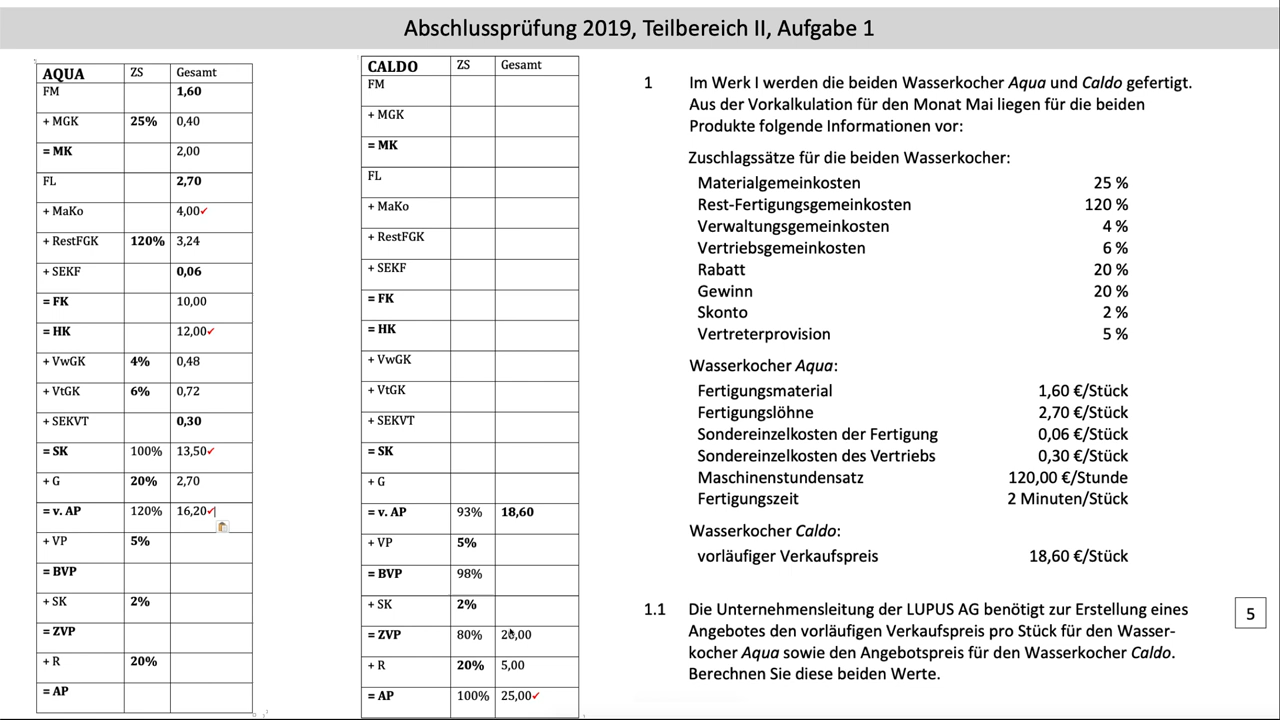 Abschlussprüfung 2019, Teilbereich II, Aufgabe 1
AQUA ZS Gesamt
FM 1,60
+ MGK 25% 0,40
= MK 2,00
FL 2,70
+ MaKo 4,00✓
+ RestFGK 120% 3,24
+ SEKF 0,06
= FK 10,00
= HK 12,00✓
+ VwGK 4% 0,48
+ VtGK 6% 0,72
+ SEKVT 0,30
= SK 100% 13,50✓
+ G 20% 2,70
= v. AP 120% 16,20✓
+ VP 5%
= BVP
+ SK 2%
= ZVP
+ R 20%
= AP
CALDO ZS Gesamt
FM
+ MGK
= MK
FL
+ MaKo
+ RestFGK
+ SEKF
= FK
= HK
+ VwGK
+ VtGK
+ SEKVT
= SK
+ G
= v. AP 93% 18,60
+ VP 5%
= BVP 98%
+ SK 2%
= ZVP 80% 20,00
+ R 20% 5,00
= AP 100% 25,00✓
1 Im Werk I werden die beiden Wasserkocher Aqua und Caldo gefertigt.
Aus der Vorkalkulation für den Monat Mai liegen für die beiden
Produkte folgende Informationen vor:
Zuschlagssätze für die beiden Wasserkocher:
Materialgemeinkosten 25 %
Rest-Fertigungsgemeinkosten 120 %
Verwaltungsgemeinkosten 4 %
Vertriebsgemeinkosten 6 %
Rabatt 20 %
Gewinn 20 %
Skonto 2 %
Vertreterprovision 5 %
Wasserkocher Aqua:
Fertigungsmaterial 1,60 €/Stück
Fertigungslöhne 2,70 €/Stück
Sondereinzelkosten der Fertigung 0,06 €/Stück
Sondereinzelkosten des Vertriebs 0,30 €/Stück
Maschinenstundensatz 120,00 €/Stunde
Fertigungszeit 2 Minuten/Stück
Wasserkocher Caldo:
vorläufiger Verkaufspreis 18,60 €/Stück
1.1 Die Unternehmensleitung der LUPUS AG benötigt zur Erstellung eines
Angebotes den vorläufigen Verkaufspreis pro Stück für den Wasser-
kocher Aqua sowie den Angebotspreis für den Wasserkocher Caldo.
Berechnen Sie diese beiden Werte.
5